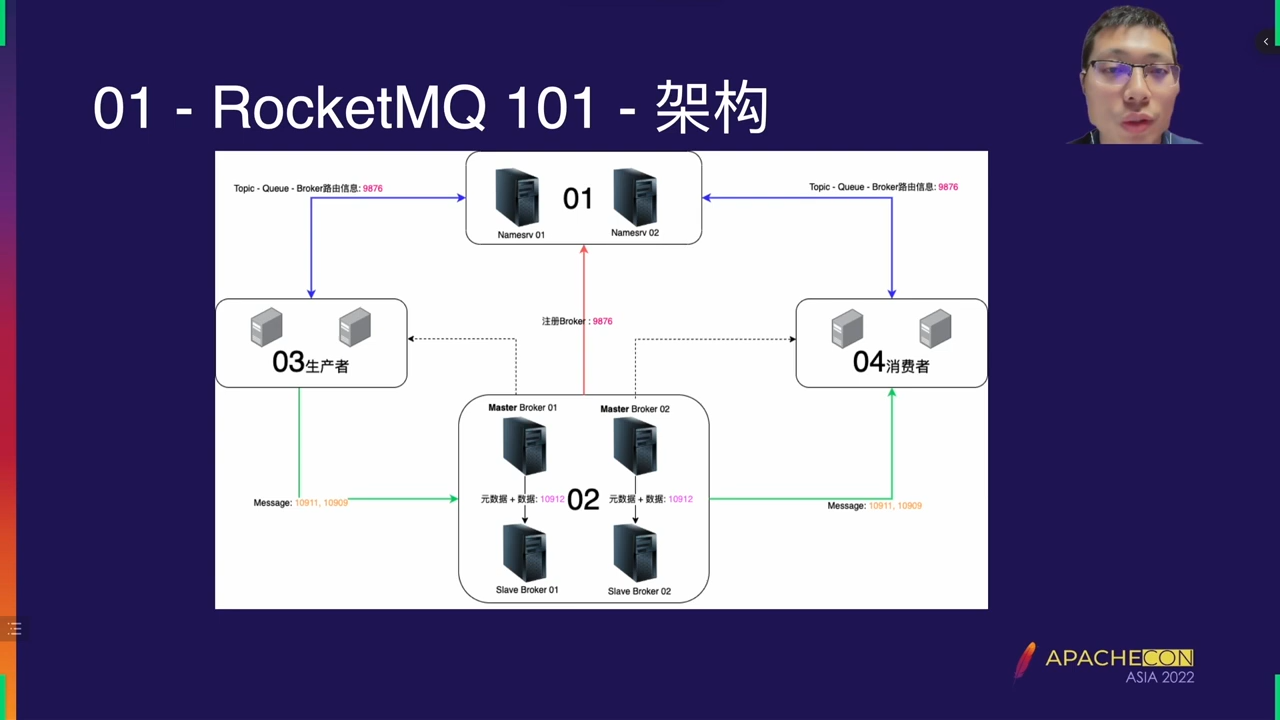 01 - RocketMQ 101 - 架构
Topic - Queue - Broker路由信息: 9876
01
Topic - Queue - Broker路由信息: 9876
Namesrv 01
Namesrv 02
注册Broker : 9876
03生产者
04消费者
Master Broker 01
Master Broker 02
元数据 + 数据: 10912
02
元数据 + 数据: 10912
Message: 10911, 10909
Message: 10911, 10909
Slave Broker 01
Slave Broker 02
APACHECON
ASIA 2022